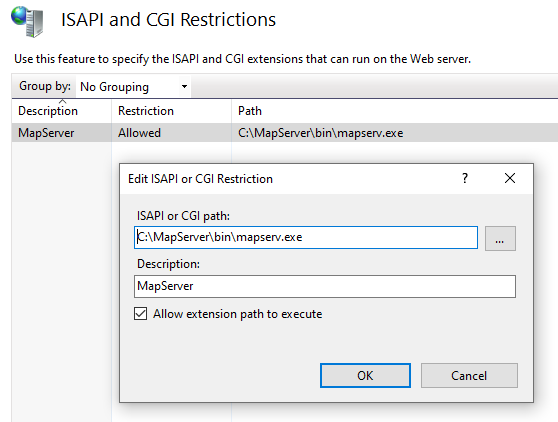 ISAPI and CGI Restrictions
Use this feature to specify the ISAPI and CGI extensions that can run on the Web server.
Group by: No Grouping
Description Restriction Path
MapServer Allowed C:\MapServer\bin\mapserv.exe
Edit ISAPI or CGI Restriction ?
ISAPI or CGI path:
C:\MapServer\bin\mapserv.exe ...
Description:
MapServer
Allow extension path to execute
OK Cancel